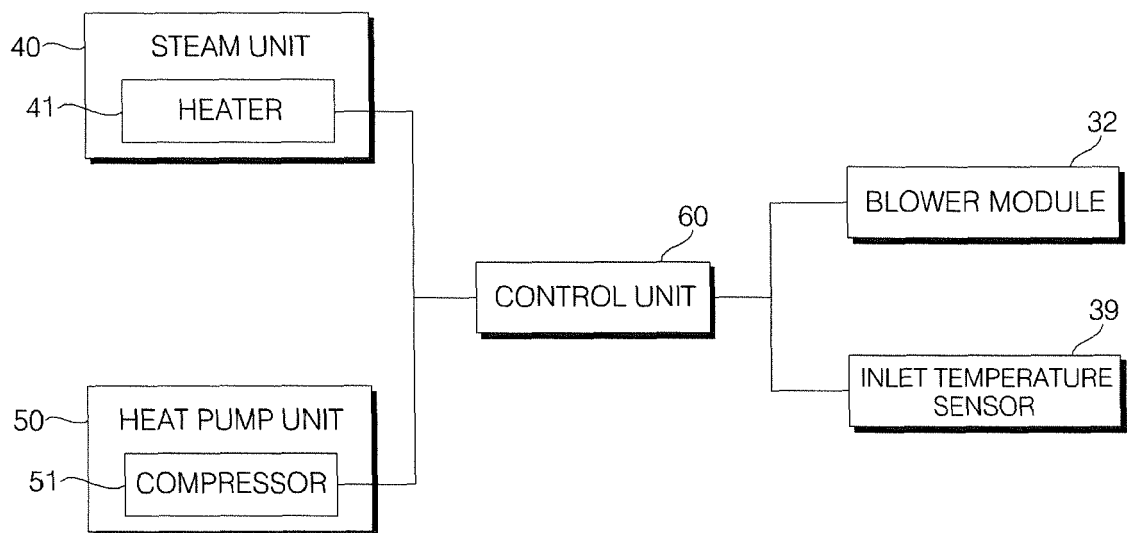 40
STEAM UNIT
41
HEATER
32
BLOWER MODULE
60
CONTROL UNIT
39
INLET TEMPERATURE
SENSOR
50
HEAT PUMP UNIT
51
COMPRESSOR